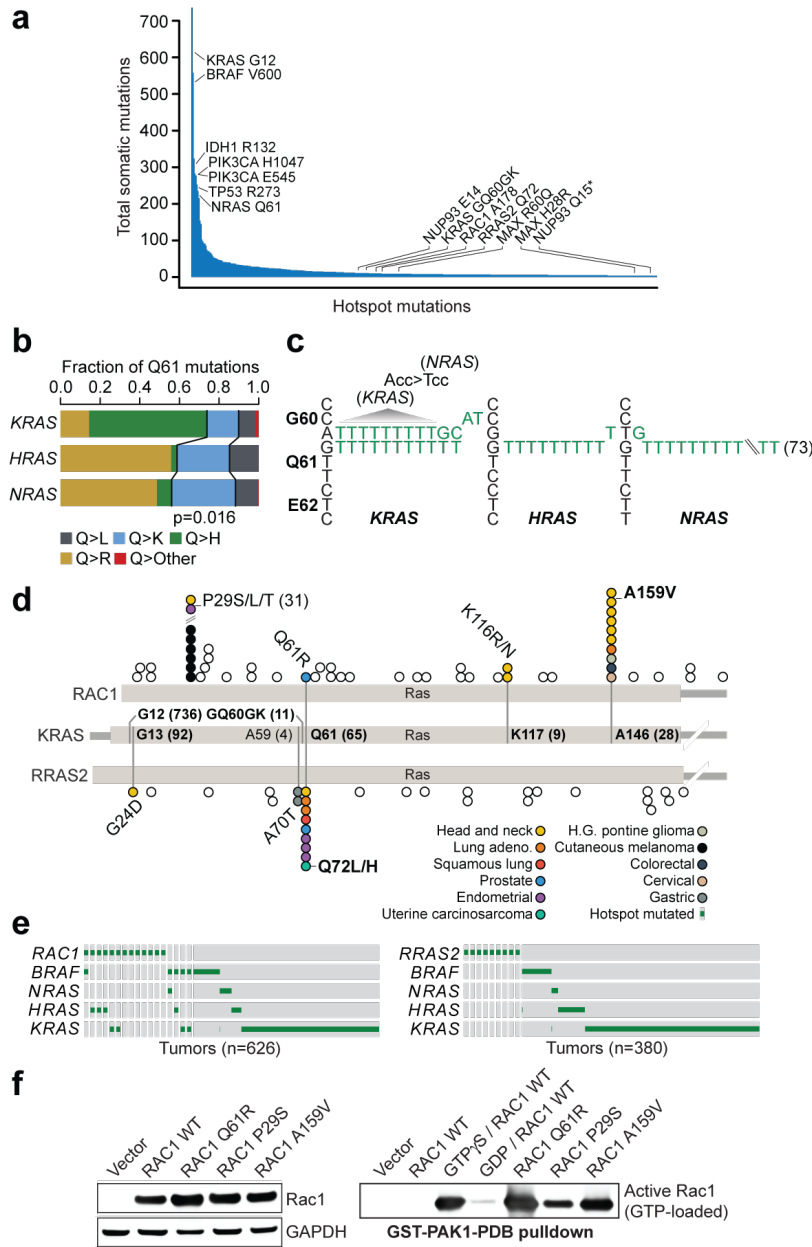 a
Total somatic mutations
700
600
500
400
300
200
100
0
KRAS G12
BRAF V600
IDH1 R132
PIK3CA H1047
PIK3CA E545
TP53 R273
NRAS Q61
NUP93 E14
KRAS GQ60GK
RAC1 A178
RRAS2 Q72
MAX R60Q
MAX H28R
NUP93 Q15*
Hotspot mutations
b
Fraction of Q61 mutations
0.0 0.2 0.4 0.6 0.8 1.0
KRAS
HRAS
NRAS
p=0.016
Q>L Q>K Q>H
Q>R Q>Other
c
(NRAS)
Acc>Tcc
(KRAS)
G60
Q61
E62
C
C
A
G
T
T
C
T
C
TTTTTTTTTGC
AT
TTTTTTTTTTT
KRAS
C
C
G
G
T
C
C
T
C
TTTTTTTTT
T
HRAS
C
C
T
G
T
T
C
T
T
G
TTTTTTTTT TT (73)
NRAS
d
P29S/L/T (31)
Q61R
K116R/N
A159V
RAC1
Ras
G12 (736) GQ60GK (11)
KRAS
G13 (92) A59 (4) Q61 (65) Ras K117 (9) A146 (28)
RRAS2
Ras
G24D
A70T
Q72L/H
Head and neck
Lung adeno.
Squamous lung
Prostate
Endometrial
Uterine carcinosarcoma
H.G. pontine glioma
Cutaneous melanoma
Colorectal
Cervical
Gastric
Hotspot mutated
e
RAC1
BRAF
NRAS
HRAS
KRAS
Tumors (n=626)
RRAS2
BRAF
NRAS
HRAS
KRAS
Tumors (n=380)
f
Vector
RAC1 WT
RAC1 Q61R
RAC1 P29S
RAC1 A159V
Rac1
GAPDH
Vector
RAC1 WT
GTPγS / RAC1 WT
GDP / RAC1 WT
RAC1 Q61R
RAC1 P29S
RAC1 A159V
Active Rac1
(GTP-loaded)
GST-PAK1-PDB pulldown